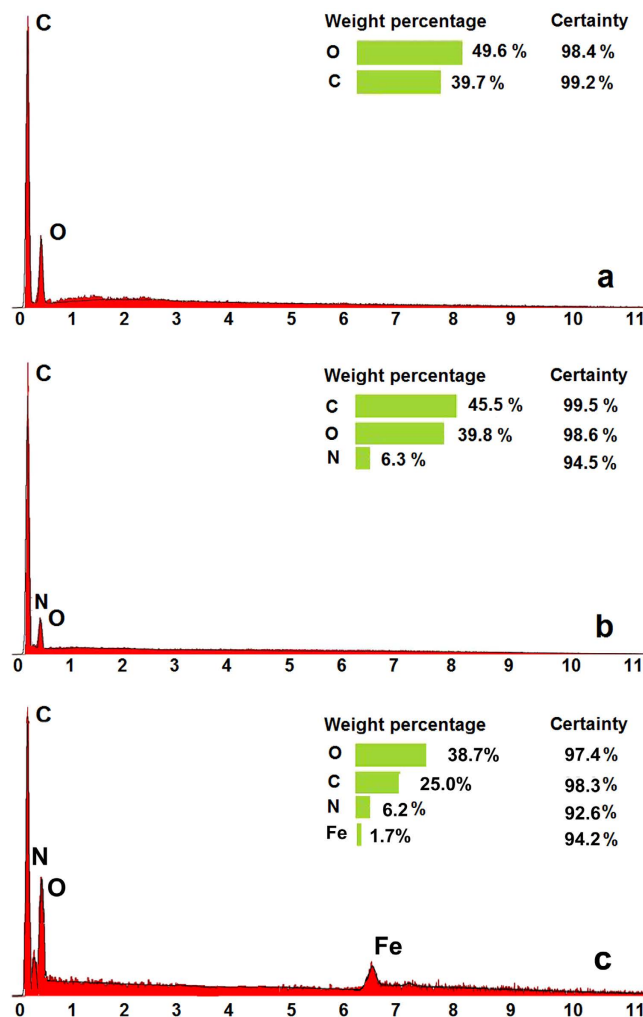 C
Weight percentage Certainty
O 49.6 % 98.4 %
C 39.7 % 99.2 %
O
a
0 1 2 3 4 5 6 7 8 9 10 11
C
Weight percentage Certainty
C 45.5 % 99.5 %
O 39.8 % 98.6 %
N 6.3 % 94.5 %
N
O
b
0 1 2 3 4 5 6 7 8 9 10 11
C
Weight percentage Certainty
O 38.7% 97.4 %
C 25.0% 98.3 %
N 6.2 % 92.6 %
Fe 1.7% 94.2 %
N
O
Fe
c
0 1 2 3 4 5 6 7 8 9 10 11